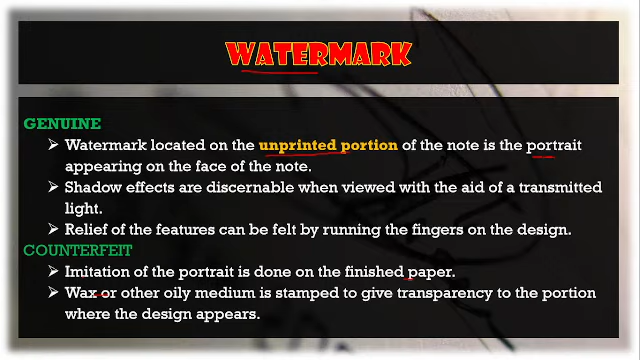 WATERMARK
GENUINE
➤ Watermark located on the unprinted portion of the note is the portrait
appearing on the face of the note.
➤ Shadow effects are discernable when viewed with the aid of a transmitted
light.
➤ Relief of the features can be felt by running the fingers on the design.
COUNTERFEIT
➤ Imitation of the portrait is done on the finished paper.
➤ Wax or other oily medium is stamped to give transparency to the portion
where the design appears.